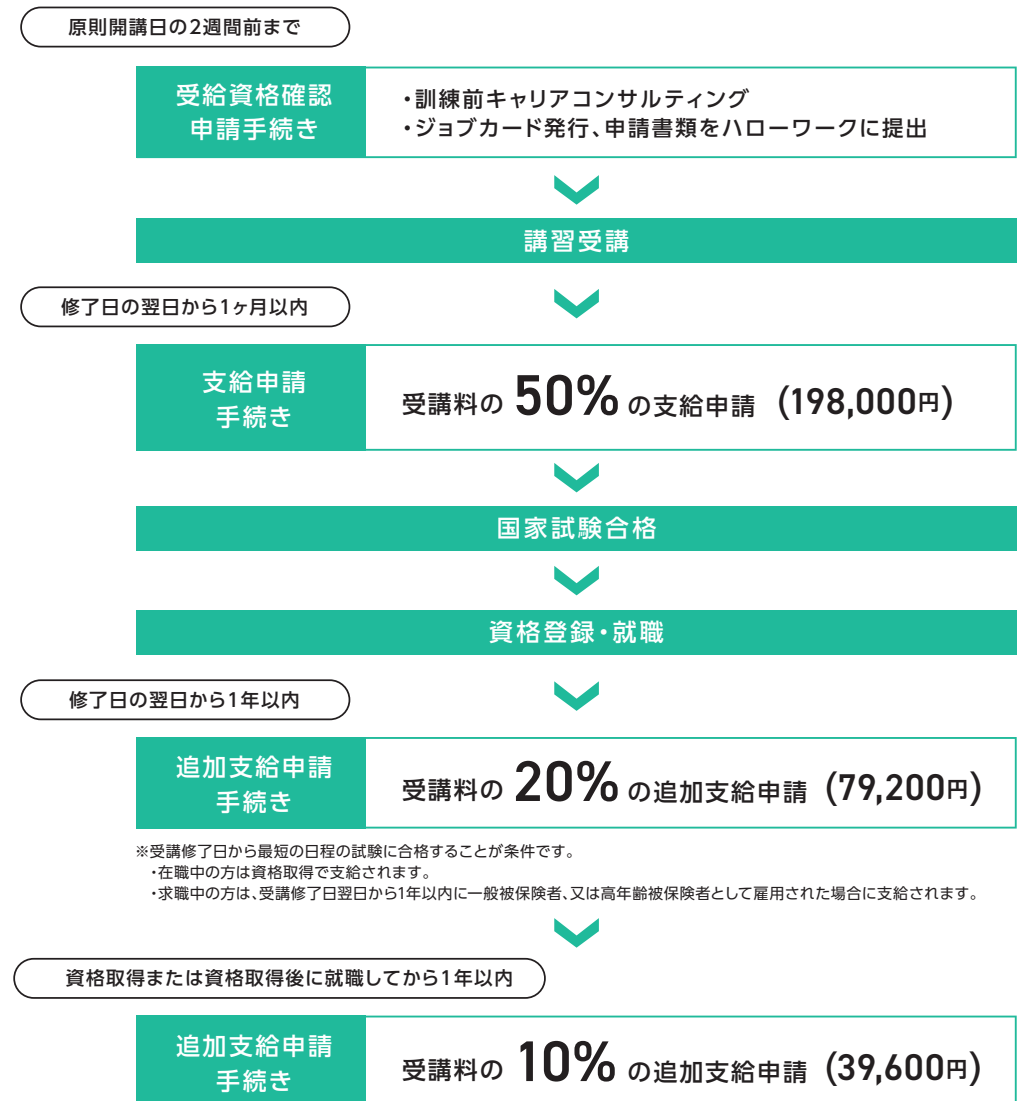 原則開講日の2週間前まで
受給資格確認
申請手続き
・訓練前キャリアコンサルティング
・ジョブカード発行、申請書類をハローワークに提出
講習受講
修了日の翌日から1ヶ月以内
支給申請
手続き
受講料の 50% の支給申請 (198,000円)
国家試験合格
資格登録・就職
修了日の翌日から1年以内
追加支給申請
手続き
受講料の 20% の追加支給申請 (79,200円)
※受講修了日から最短の日程の試験に合格することが条件です。
・在職中の方は資格取得で支給されます。
・求職中の方は、受講修了日翌日から1年以内に一般被保険者、又は高年齢被保険者として雇用された場合に支給されます。
資格取得または資格取得後に就職してから1年以内
追加支給申請
手続き
受講料の 10% の追加支給申請 (39,600円)